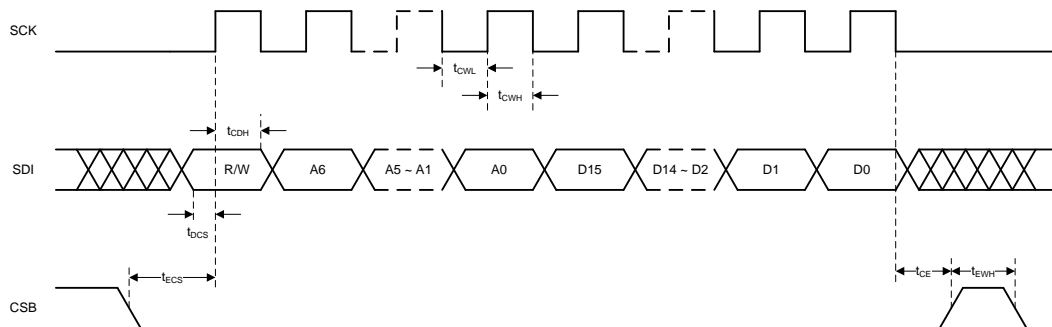 SCK
tCWL
tCWH
tCDH
SDI R/W A6 A5 ~ A1 A0 D15 D14 ~ D2 D1 D0
tDCS
tECS tCE tEWH
CSB